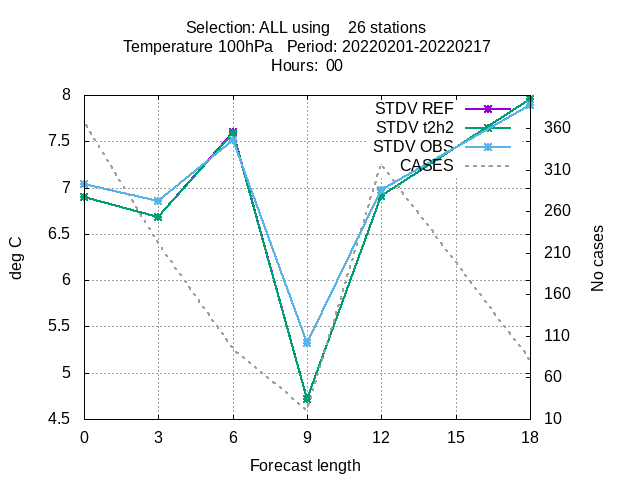 Selection: ALL using    26 stations
Temperature 100hPa   Period: 20220201-20220217
Hours:  00
STDV REF
STDV t2h2
STDV OBS
CASES
8
7.5
7
6.5
6
5.5
5
4.5
deg C
360
310
260
210
160
110
60
10
No cases
0 3 6 9 12 15 18
Forecast length